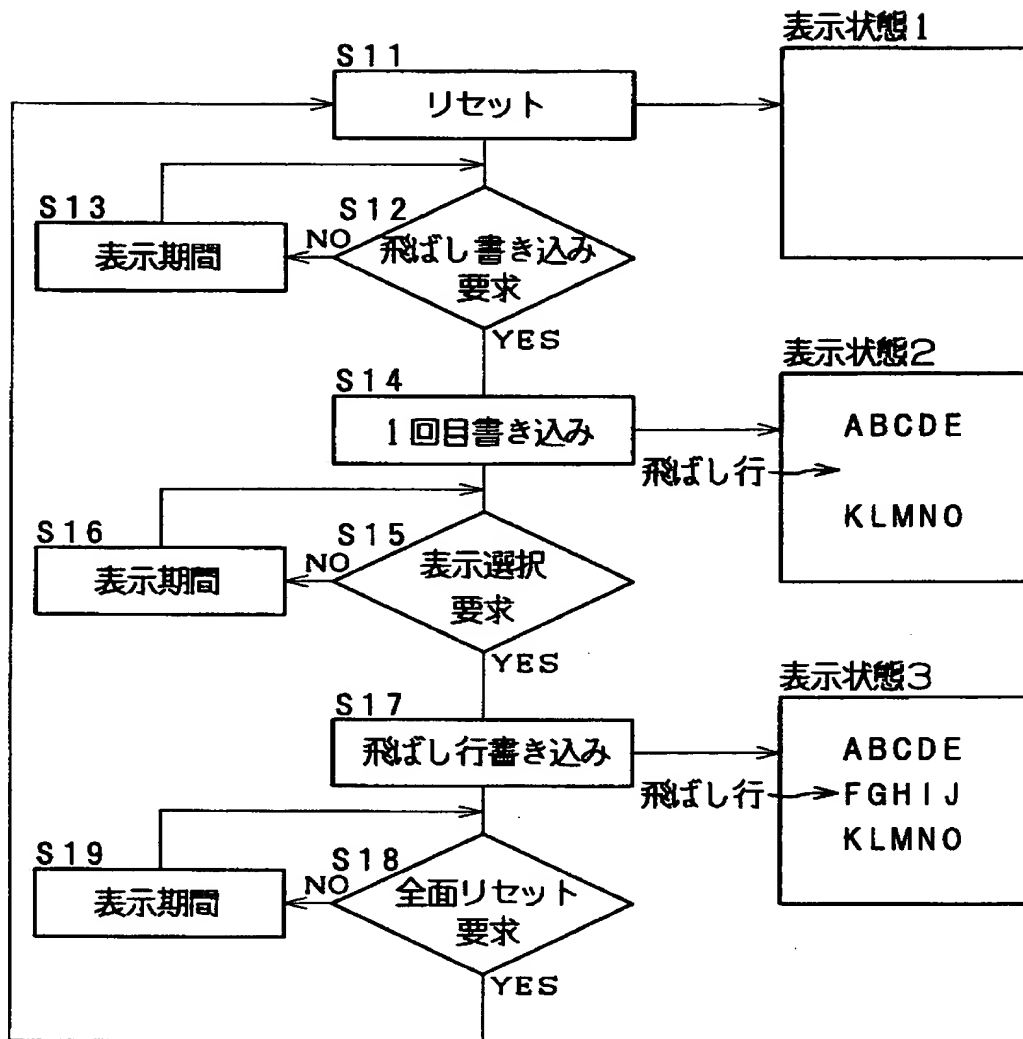 表示状態1
S11
リセット
S13
表示期間
S12
NO
飛ばし書き込み
要求
YES
表示状態2
S14
1回目書き込み
ABCDE
飛ばし行
KLMNO
S16
表示期間
S15
NO
表示選択
要求
YES
表示状態3
S17
飛ばし行書き込み
ABCDE
飛ばし行
FGHIJ
KLMNO
S19
表示期間
S18
NO
全面リセット
要求
YES